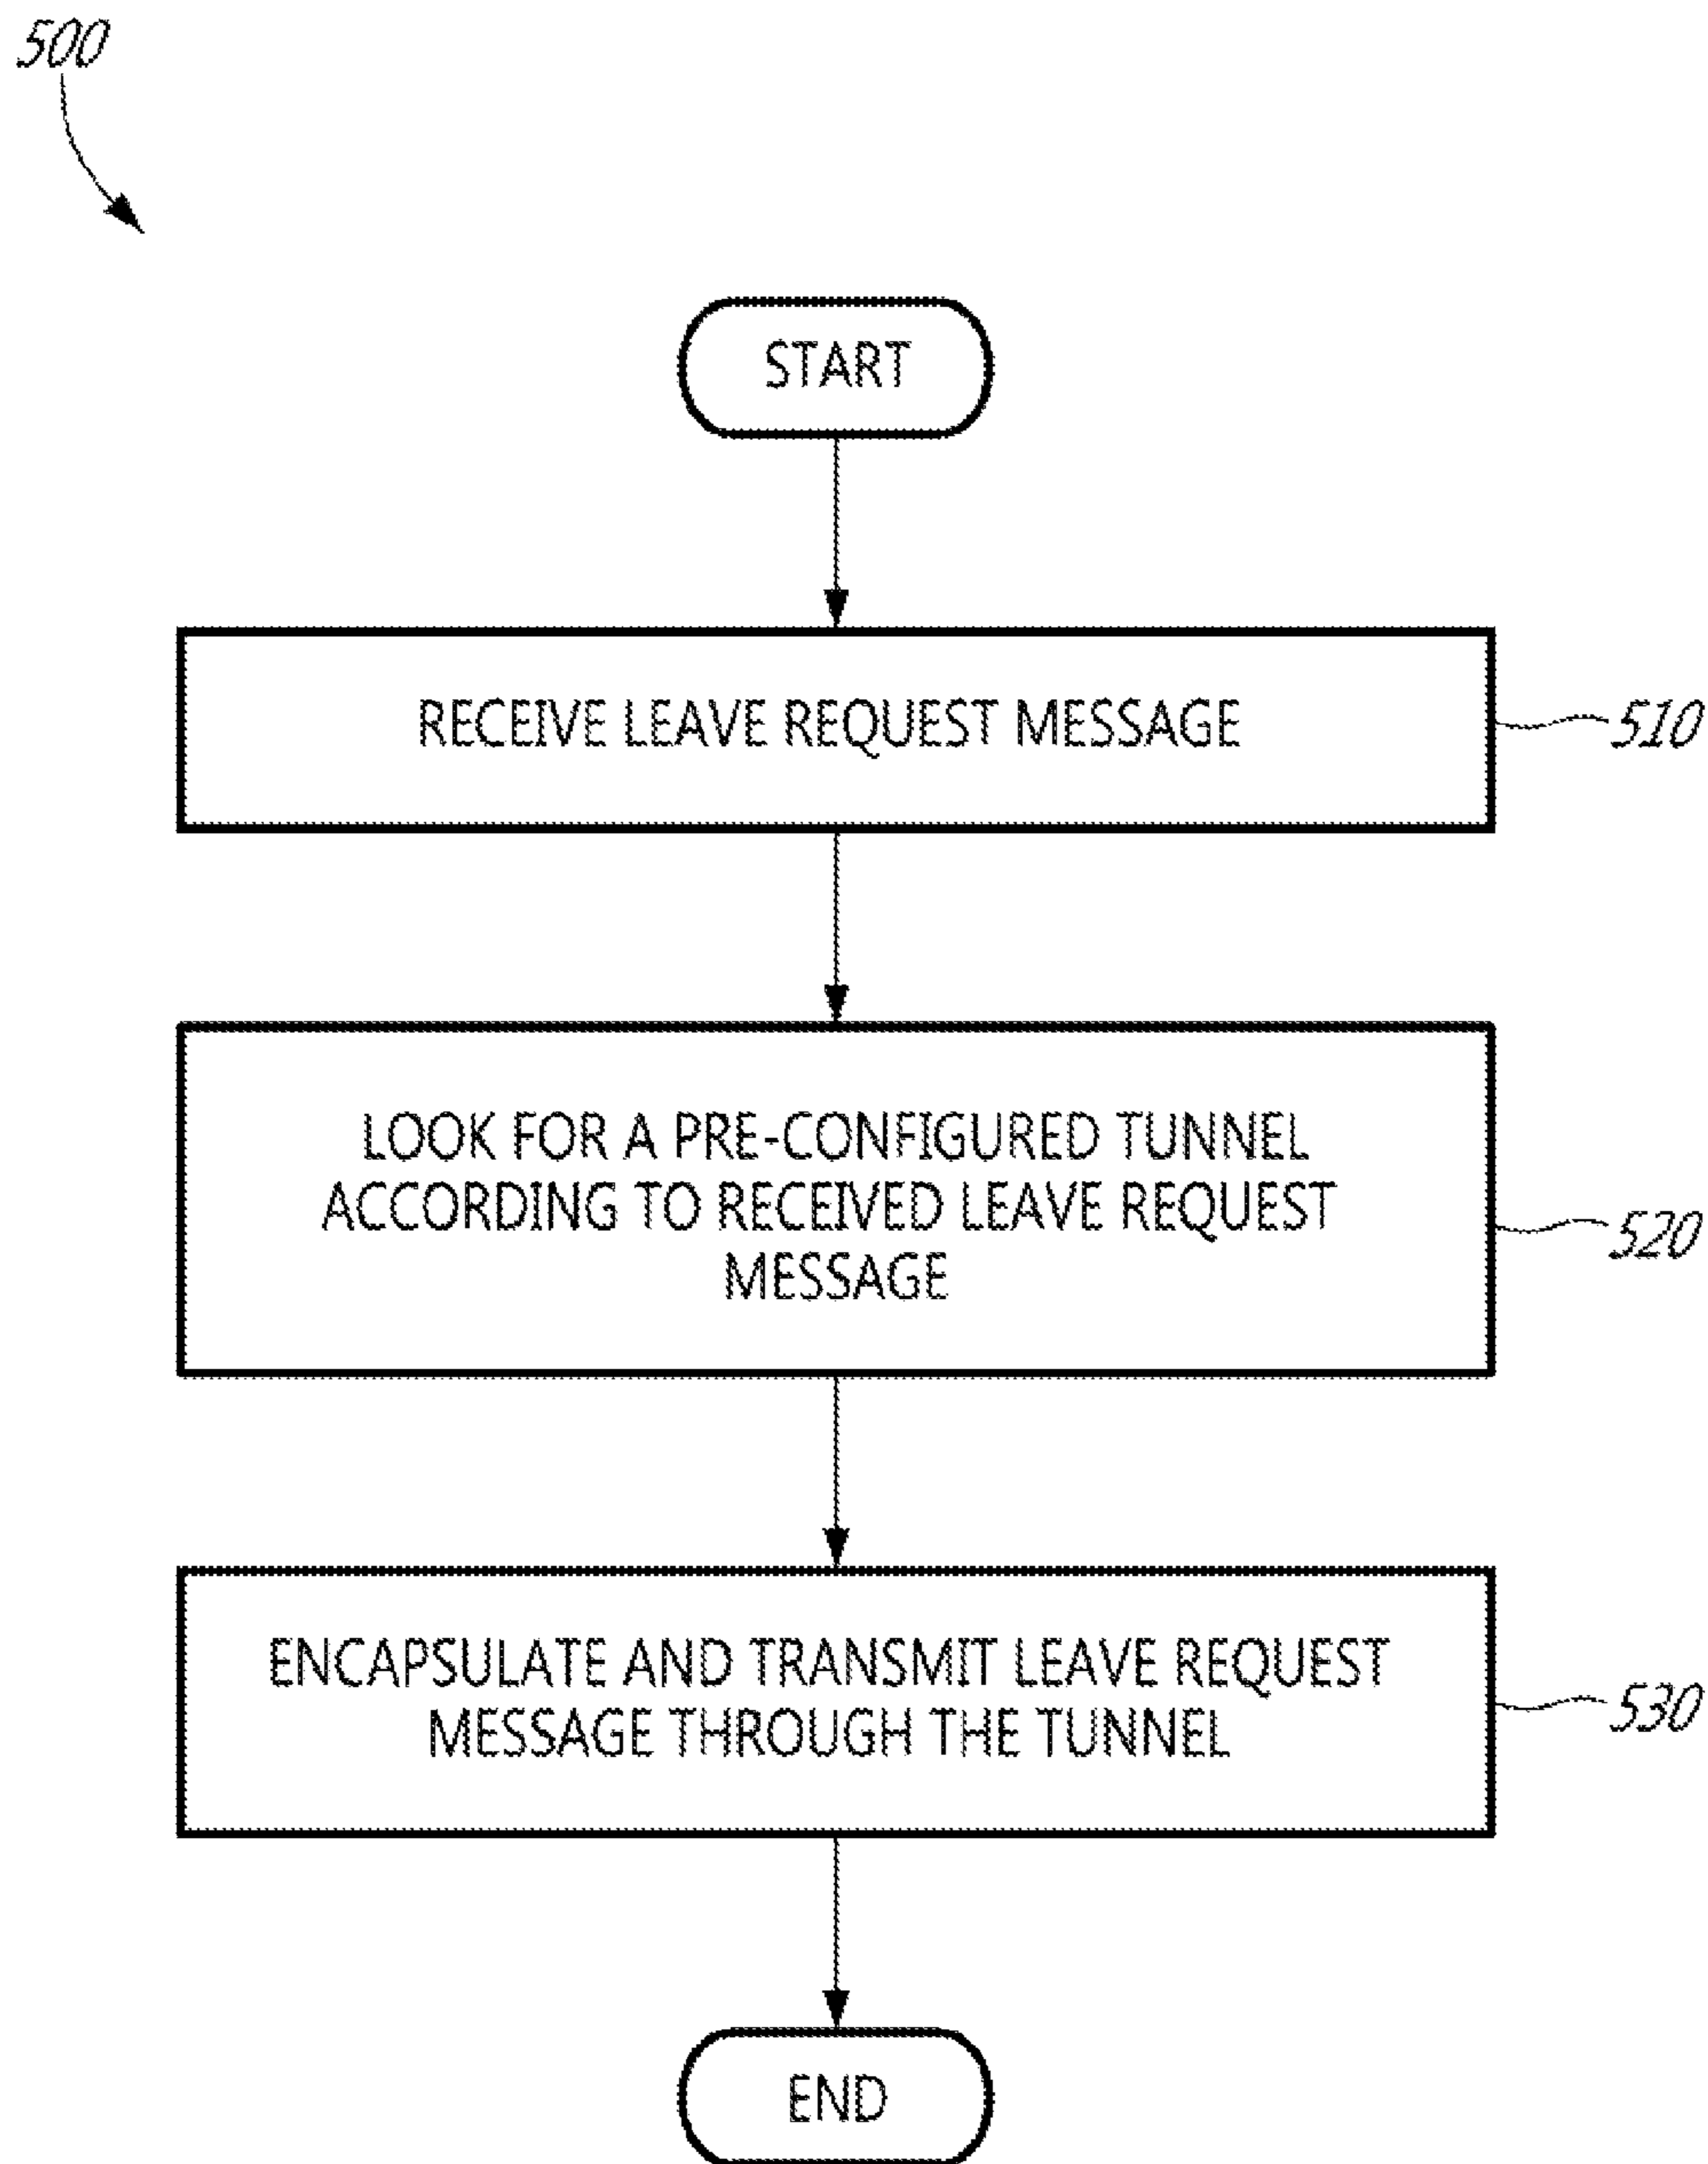 500
START
RECEIVE LEAVE REQUEST MESSAGE
510
LOOK FOR A PRE-CONFIGURED TUNNEL
ACCORDING TO RECEIVED LEAVE REQUEST
MESSAGE
520
ENCAPSULATE AND TRANSMIT LEAVE REQUEST
MESSAGE THROUGH THE TUNNEL
530
END